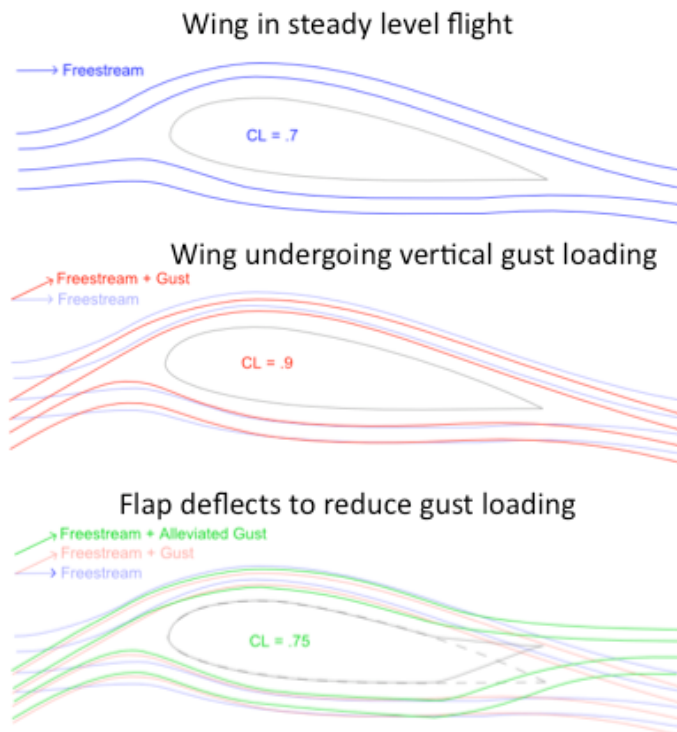 Wing in steady level flight
Freestream
CL = .7
Wing undergoing vertical gust loading
Freestream + Gust
Freestream
CL = .9
Flap deflects to reduce gust loading
Freestream + Alleviated Gust
Freestream + Gust
Freestream
CL = .75